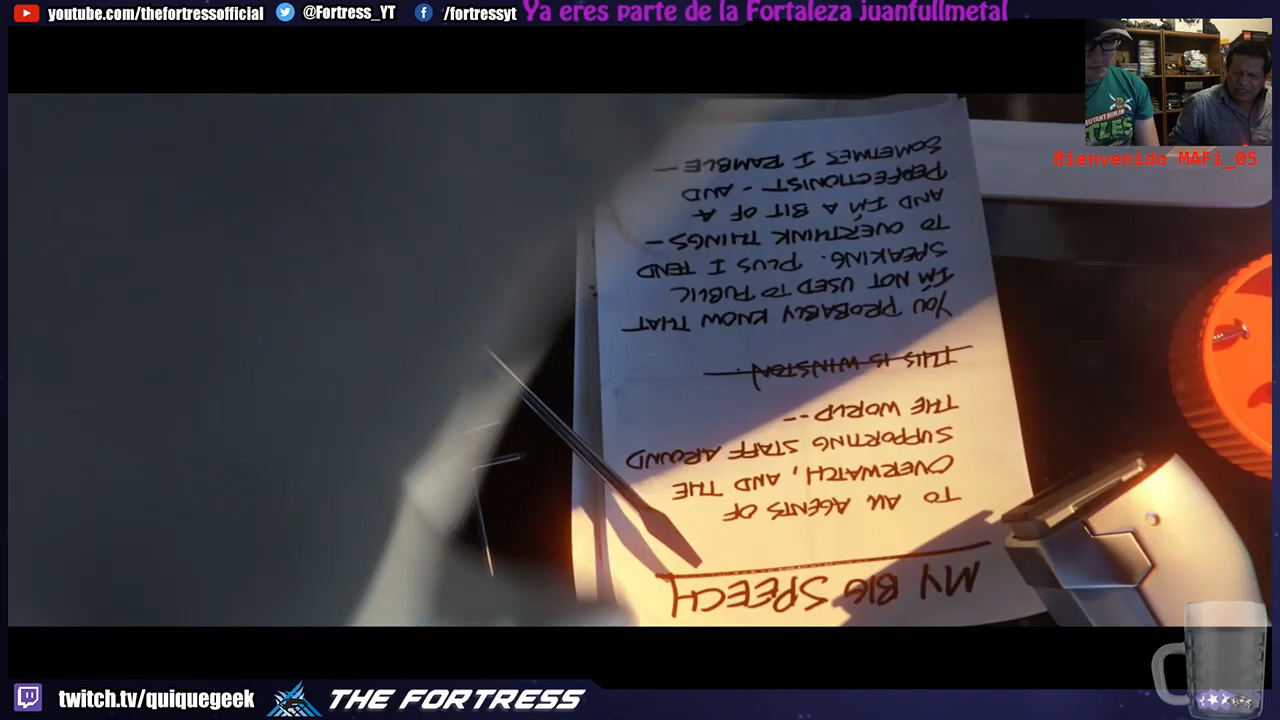 youtube.com/thefortressofficial
@Fortress_YT
/fortressyt
Ya eres parte de la Fortaleza juanfullmetal
MUTANT NINJA
TLES
Bienvenido MAFi_05
MY BIG SPEECH
TO ALL AGENTS OF
OVERWATCH, AND THE
SUPPORTING STAFF AROUND
THE WORLD--
THIS IS WINSTON.
YOU PROBABLY KNOW THAT
I'M NOT USED TO PUBLIC
SPEAKING. PLUS I TEND
TO OVERTHINK THINGS—
AND I'M A BIT OF A
PERFECTIONIST - AND
SOMETIMES I RAMBLE—
twitch.tv/quiquegeek
THE FORTRESS